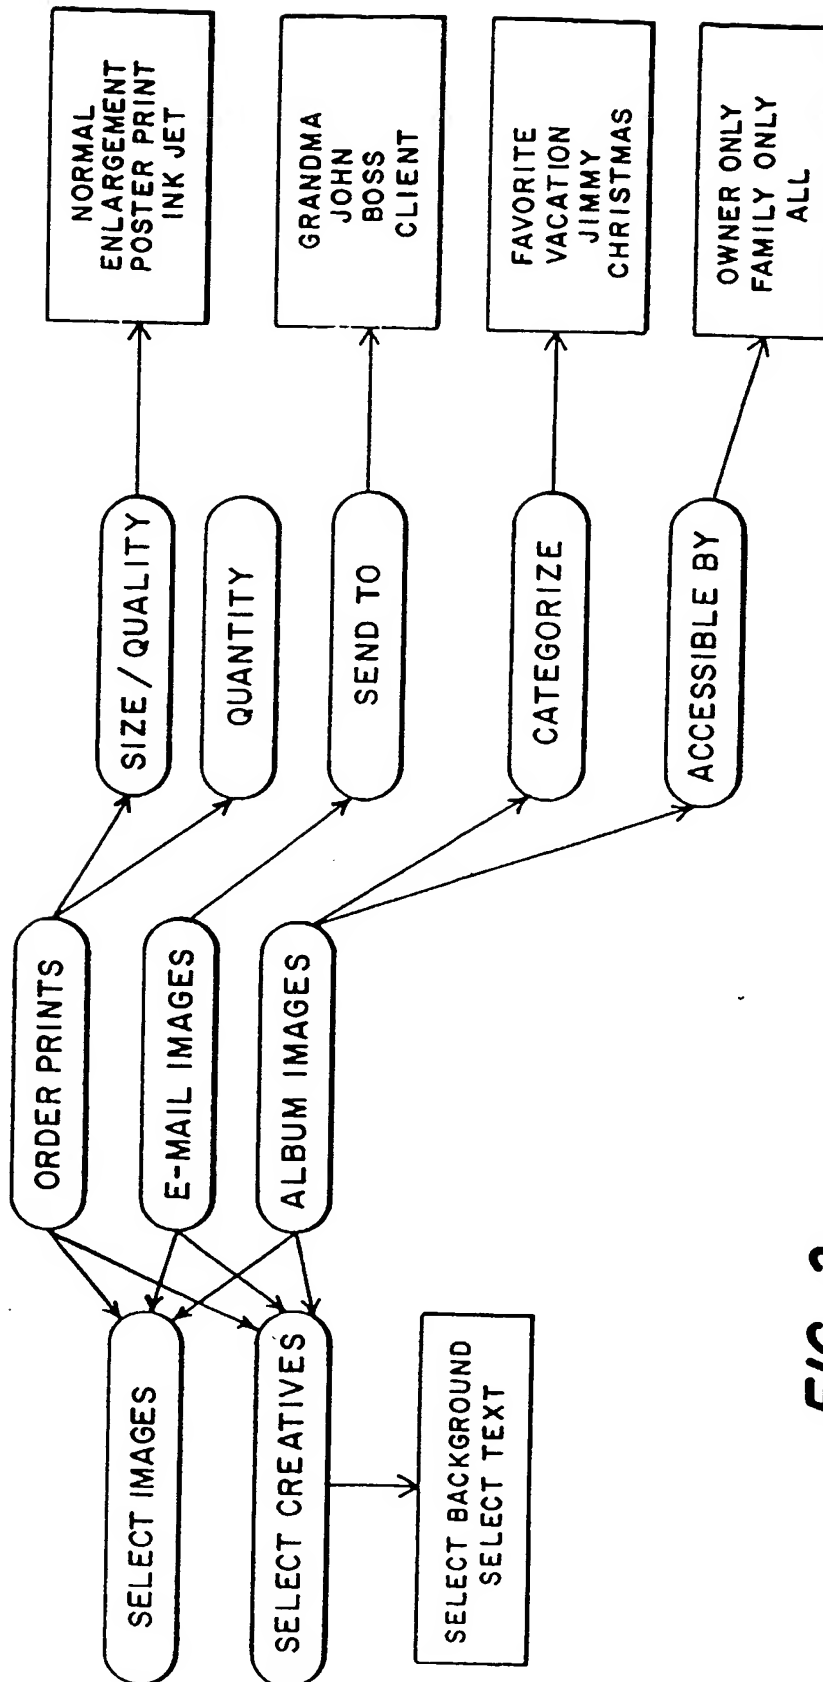 ORDER PRINTS
E-MAIL IMAGES
ALBUM IMAGES
SELECT IMAGES
SELECT CREATIVES
SELECT BACKGROUND
SELECT TEXT
SIZE / QUALITY
QUANTITY
SEND TO
CATEGORIZE
ACCESSIBLE BY
NORMAL
ENLARGEMENT
POSTER PRINT
INK JET
GRANDMA
JOHN
BOSS
CLIENT
FAVORITE
VACATION
JIMMY
CHRISTMAS
OWNER ONLY
FAMILY ONLY
ALL
FIG.